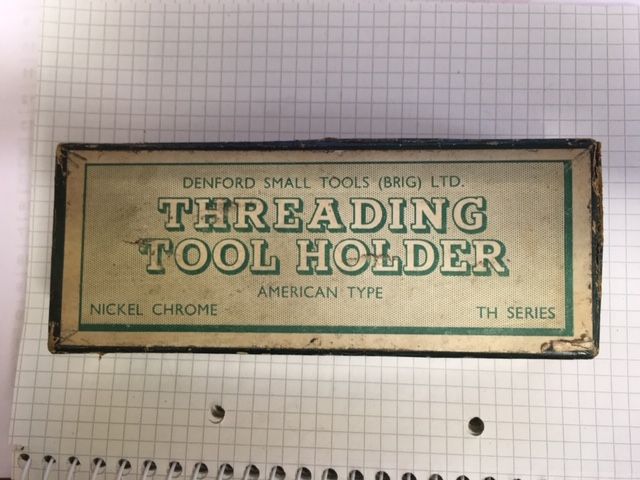 DENFORD SMALL TOOLS (BRIG) LTD.
THREADING
TOOL HOLDER
AMERICAN TYPE
NICKEL CHROME TH SERIES